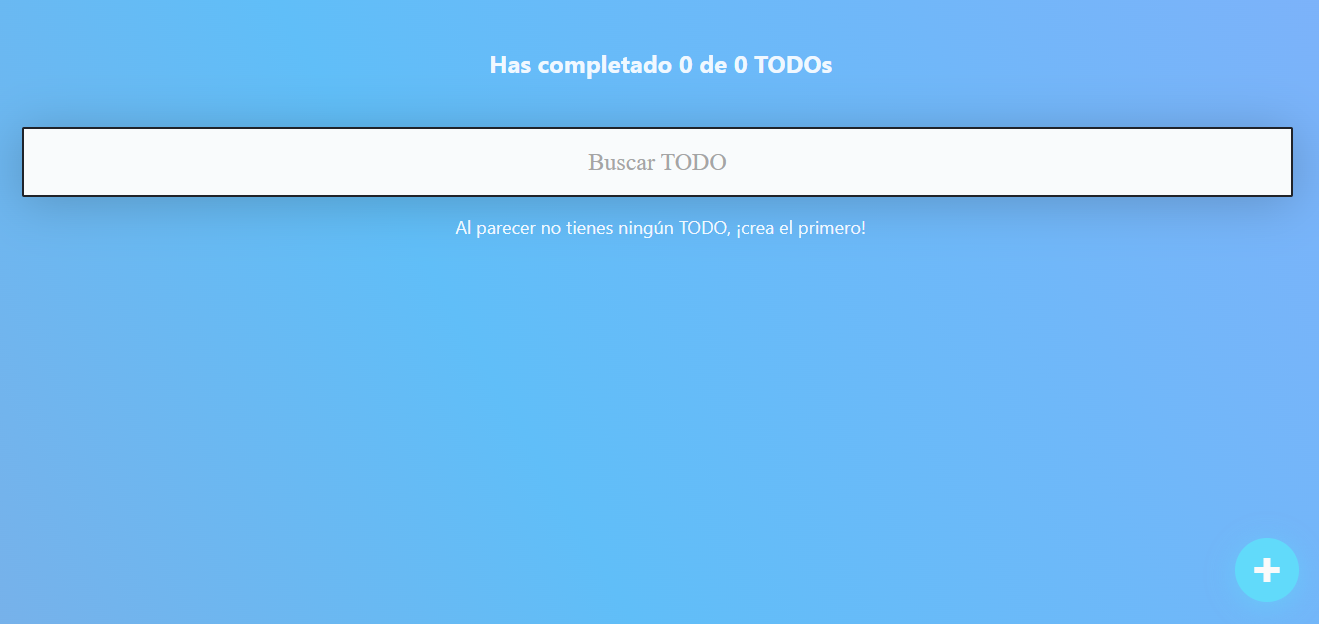 Has completado 0 de 0 TODOs
Buscar TODO
Al parecer no tienes ningún TODO, ¡crea el primero!